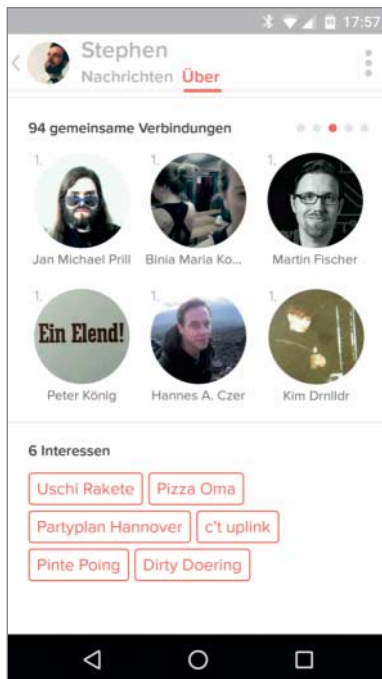 17:57
Stephen
Nachrichten Über
94 gemeinsame Verbindungen
1. 1. 1.
Jan Michael Prill Binia Maria Ko... Martin Fischer
1. 1. 1.
Ein Elend!
Peter König Hannes A. Czer Kim Drnlldr
6 Interessen
Uschi Rakete Pizza Oma
Partyplan Hannover c't uplink
Pinte Poing Dirty Doering